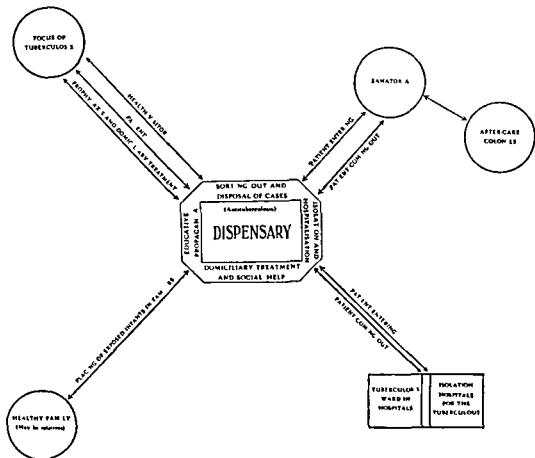 FOCUS OF
TUBERCULOS S
HEALTH V SITOR
PA ENT
PROPHY AX S AND DOMIC L ARY TREATMENT
SANATOR A
AFTER-CARE
COLON ES
PATIENT ENTER NG
PAT ENT COM NG OUT
SORT NG OUT AND
DISPOSAL OF CASES
EDUCATIVE
PROPAGAN A
(Antituberculous)
DISPENSARY
ISOLAT ON AND
HOSPITALISATION
DOMICILIARY TREATMENT
AND SOCIAL HELP
PLAC NG OF EXPOSED INFANTS IN FAM ES
PAT ENT ENTERING
PATIENT COM NG OUT
HEALTHY FAM LY
(May be relatives)
TUBERCULOS S
WARD IN
HOSPITALS
ISOLATION
HOSPITALS
FOR THE
TUBERCULOUS